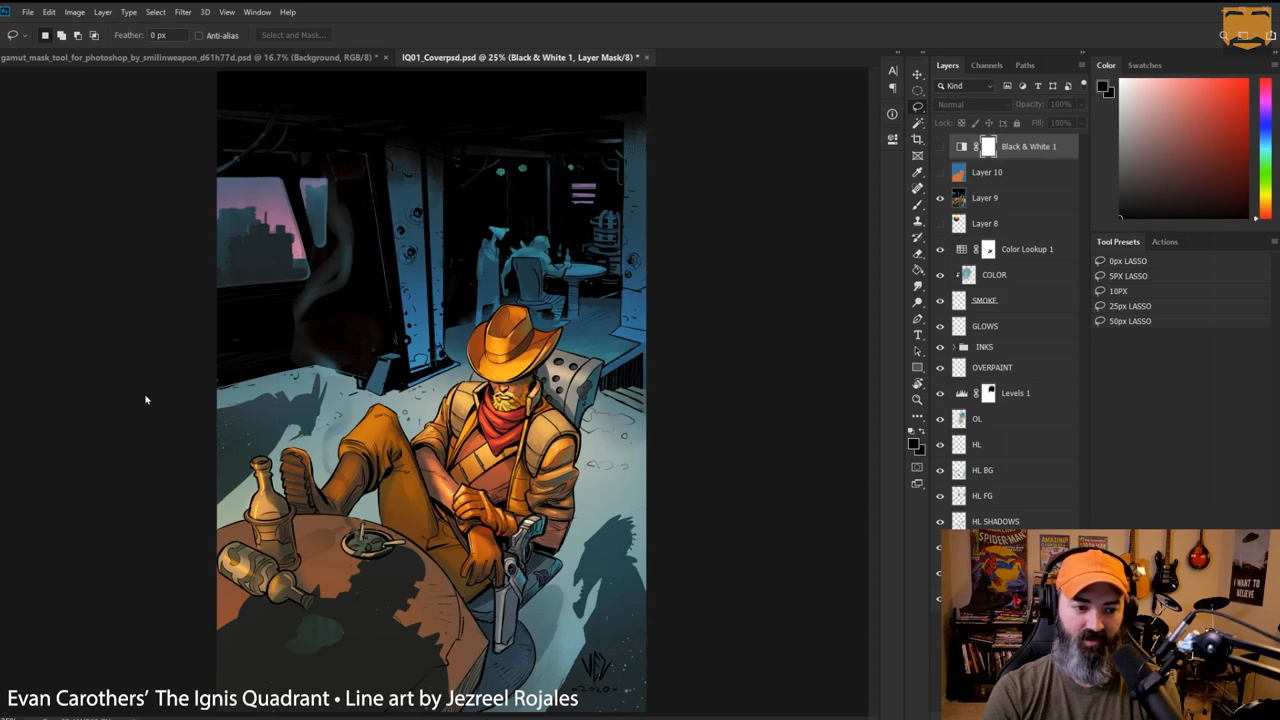 File Edit Image Layer Type Select Filter 3D View Window Help
Feather: 0 px Anti-alias Select and Mask...
gamut_mask_tool_for_photoshop_by_smilinweapon_d61h77d.psd @ 16.7% (Background, RGB/8) * × IQ01_Coverpsd.psd @ 25% (Black & White 1, Layer Mask/8) * ×
Layers Channels Paths
Kind
Normal Opacity: 100%
Lock: Fill: 100%
Black & White 1
Layer 10
Layer 9
Layer 8
Color Lookup 1
COLOR
SMOKE
GLOWS
INKS
OVERPAINT
Levels 1
OL
HL
HL BG
HL FG
HL SHADOWS
Color Swatches
Tool Presets Actions
0px LASSO
5PX LASSO
10PX
25px LASSO
50px LASSO
VEZ
-2020-
SPIDER-MAN
AMAZING
I WANT TO
BELIEVE
Evan Carothers’ The Ignis Quadrant • Line art by Jezreel Rojales